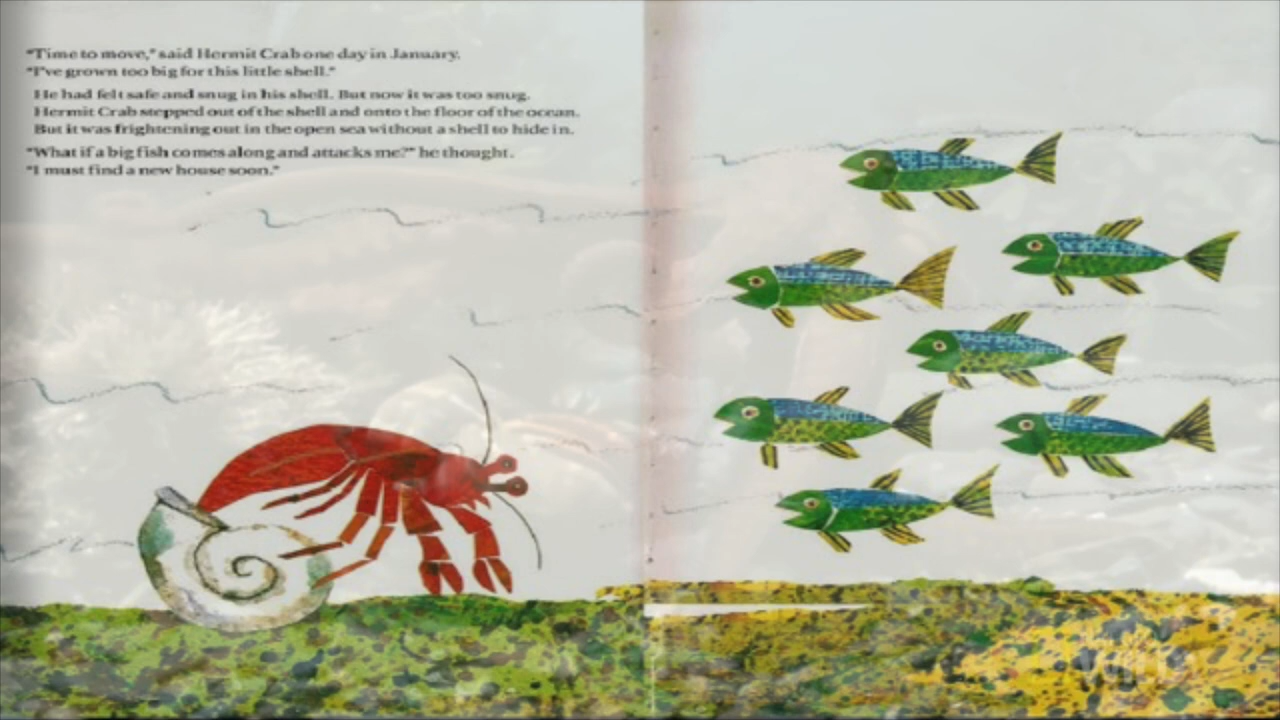 "Time to move," said Hermit Crab one day in January.
"I've grown too big for this little shell."
He had felt safe and snug in his shell. But now it was too snug.
Hermit Crab stepped out of the shell and onto the floor of the ocean.
But it was frightening out in the open sea without a shell to hide in.
"What if a big fish comes along and attacks me?" he thought.
"I must find a new house soon."